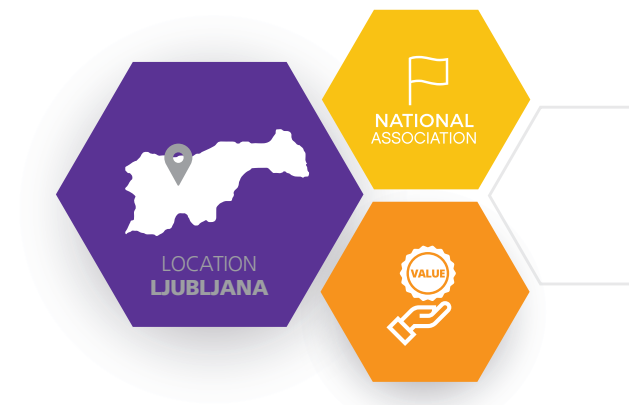 NATIONAL
ASSOCIATION
VALUE
LOCATION
LJUBLJANA